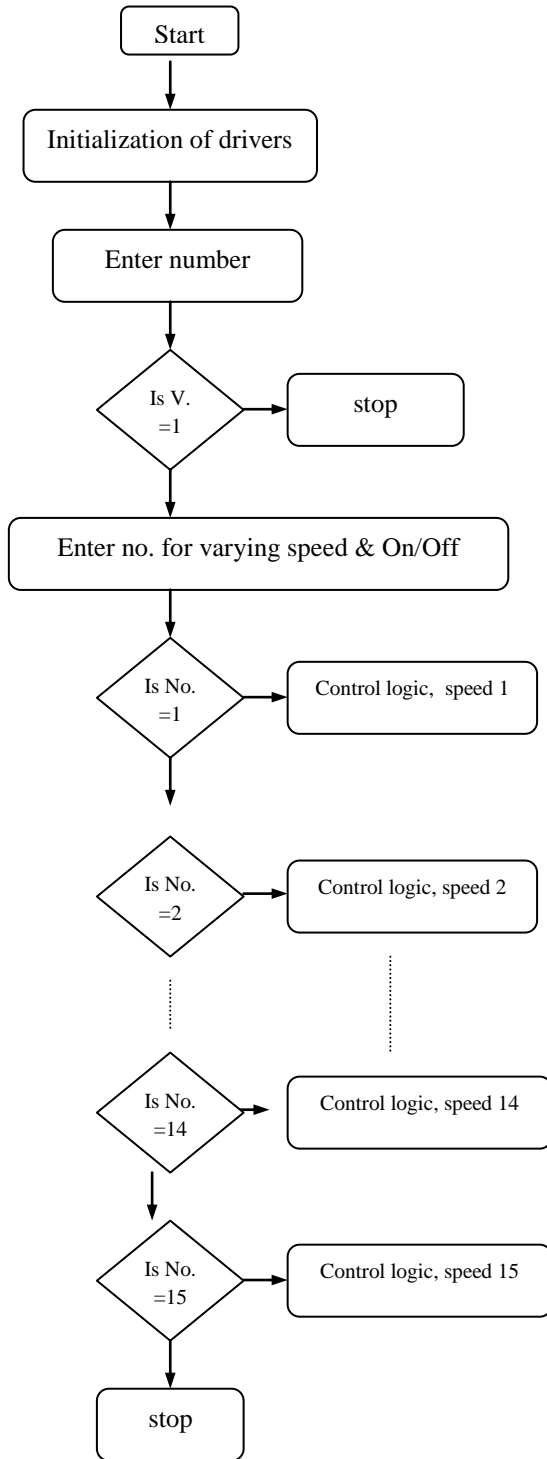 Start
Initialization of drivers
Enter number
Is V.
=1
stop
Enter no. for varying speed & On/Off
Is No.
=1
Control logic, speed 1
Is No.
=2
Control logic, speed 2
Is No.
=14
Control logic, speed 14
Is No.
=15
Control logic, speed 15
stop